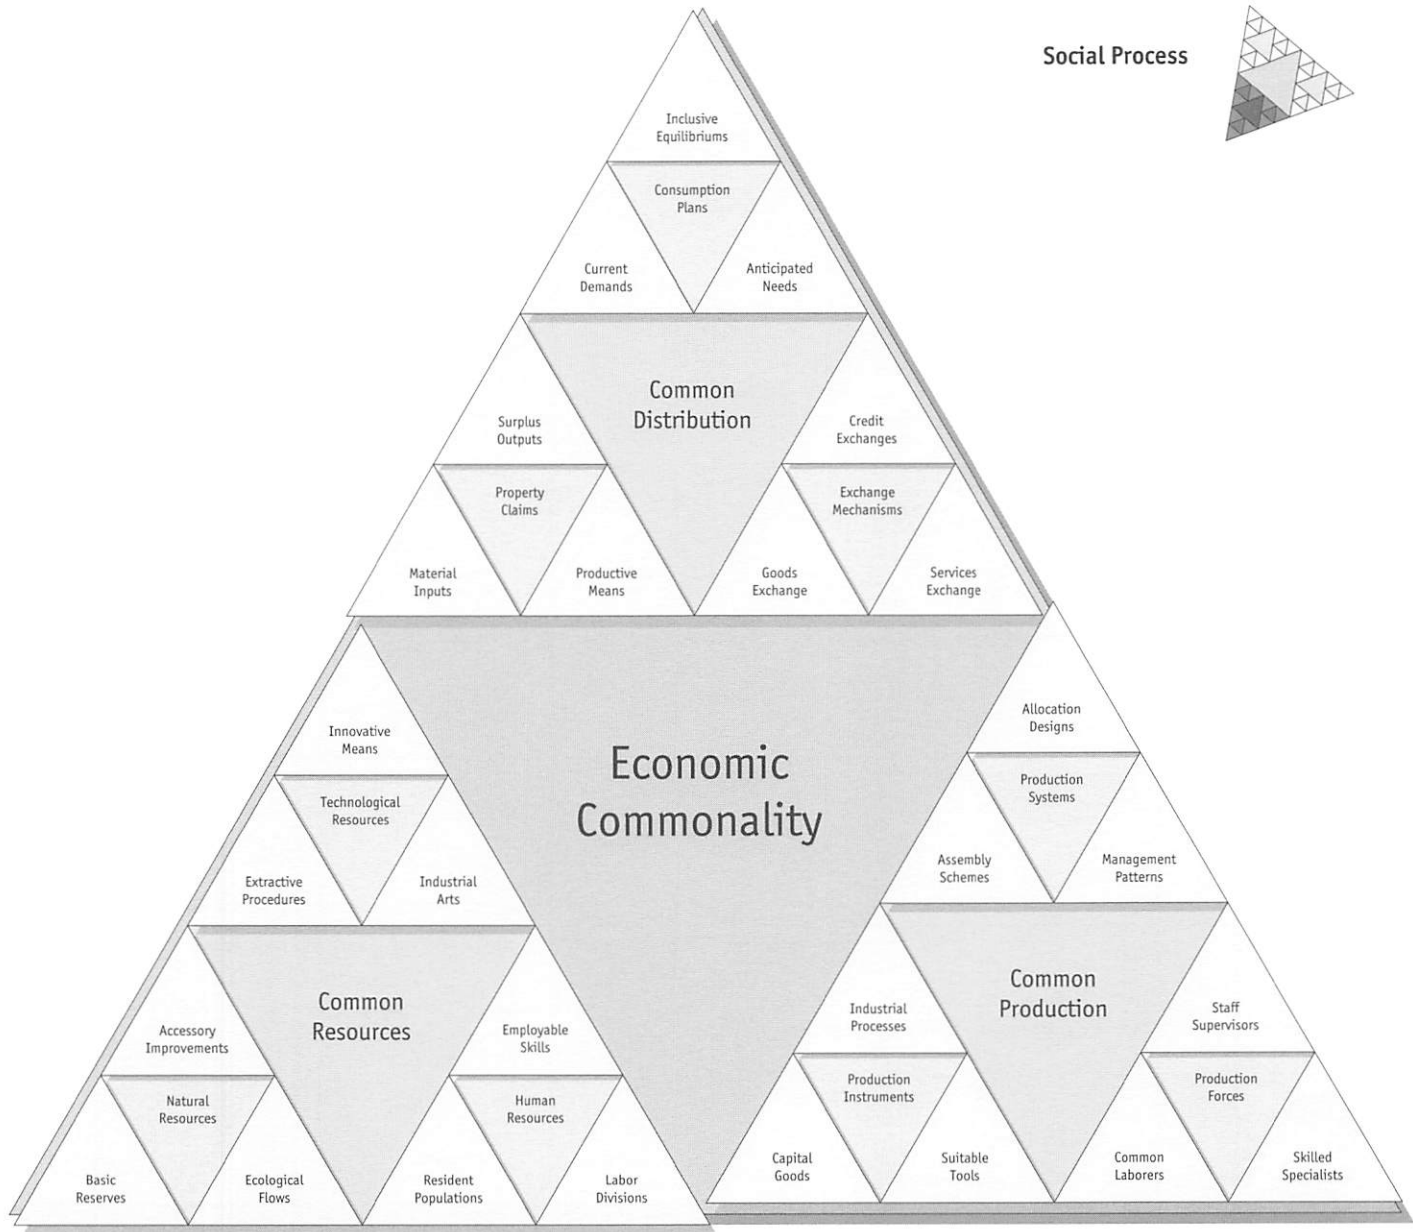 Social Process
Inclusive
Equilibriums
Consumption
Plans
Current
Demands
Anticipated
Needs
Common
Distribution
Surplus
Outputs
Credit
Exchanges
Property
Claims
Exchange
Mechanisms
Material
Inputs
Productive
Means
Goods
Exchange
Services
Exchange
Economic
Commonality
Innovative
Means
Technological
Resources
Extractive
Procedures
Industrial
Arts
Common
Resources
Accessory
Improvements
Employable
Skills
Natural
Resources
Human
Resources
Basic
Reserves
Ecological
Flows
Resident
Populations
Labor
Divisions
Allocation
Designs
Production
Systems
Assembly
Schemes
Management
Patterns
Common
Production
Industrial
Processes
Staff
Supervisors
Production
Instruments
Production
Forces
Capital
Goods
Suitable
Tools
Common
Laborers
Skilled
Specialists